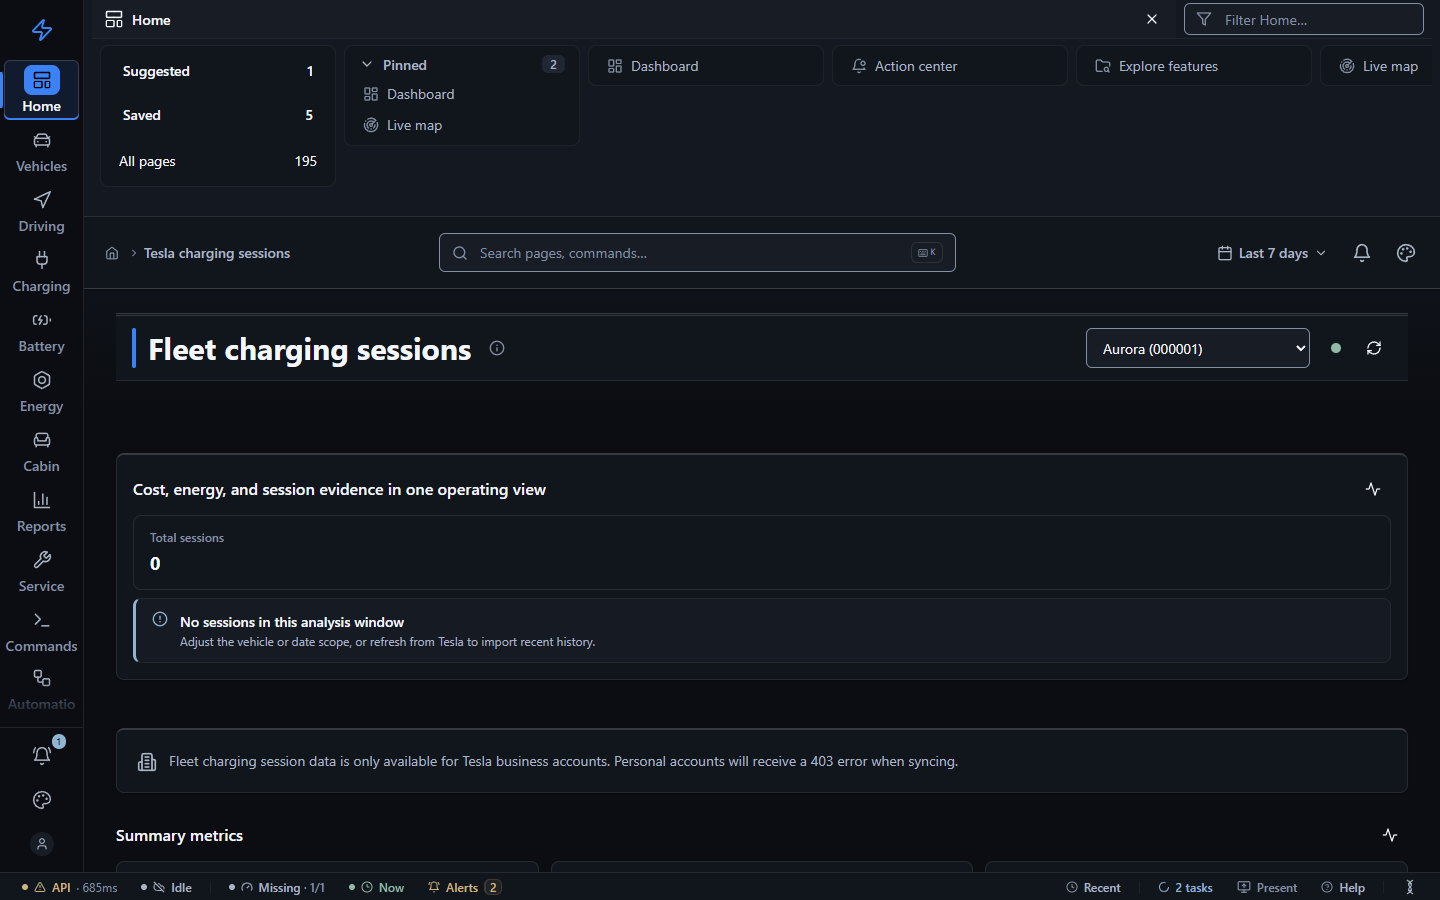 Home
Filter Home...
Suggested 1
Saved 5
All pages 195
Pinned 2
Dashboard
Live map
Dashboard
Action center
Explore features
Live map
Home
Vehicles
Driving
Charging
Battery
Energy
Cabin
Reports
Service
Commands
Automatio
1
Tesla charging sessions
Search pages, commands...
K
Last 7 days
Fleet charging sessions
Aurora (000001)
Cost, energy, and session evidence in one operating view
Total sessions
0
No sessions in this analysis window
Adjust the vehicle or date scope, or refresh from Tesla to import recent history.
Fleet charging session data is only available for Tesla business accounts. Personal accounts will receive a 403 error when syncing.
Summary metrics
API · 685ms
Idle
Missing · 1/1
Now
Alerts 2
Recent
2 tasks
Present
Help